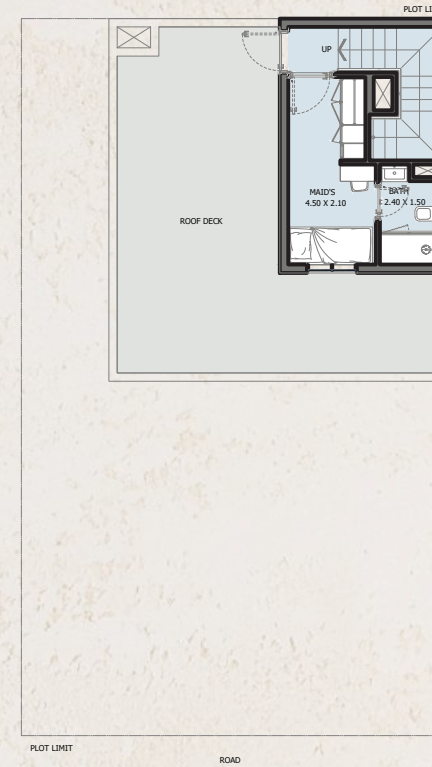 PLOT LI
UP
MAID'S
4.50 X 2.10
BATH
2.40 X 1.50
ROOF DECK
PLOT LIMIT
ROAD